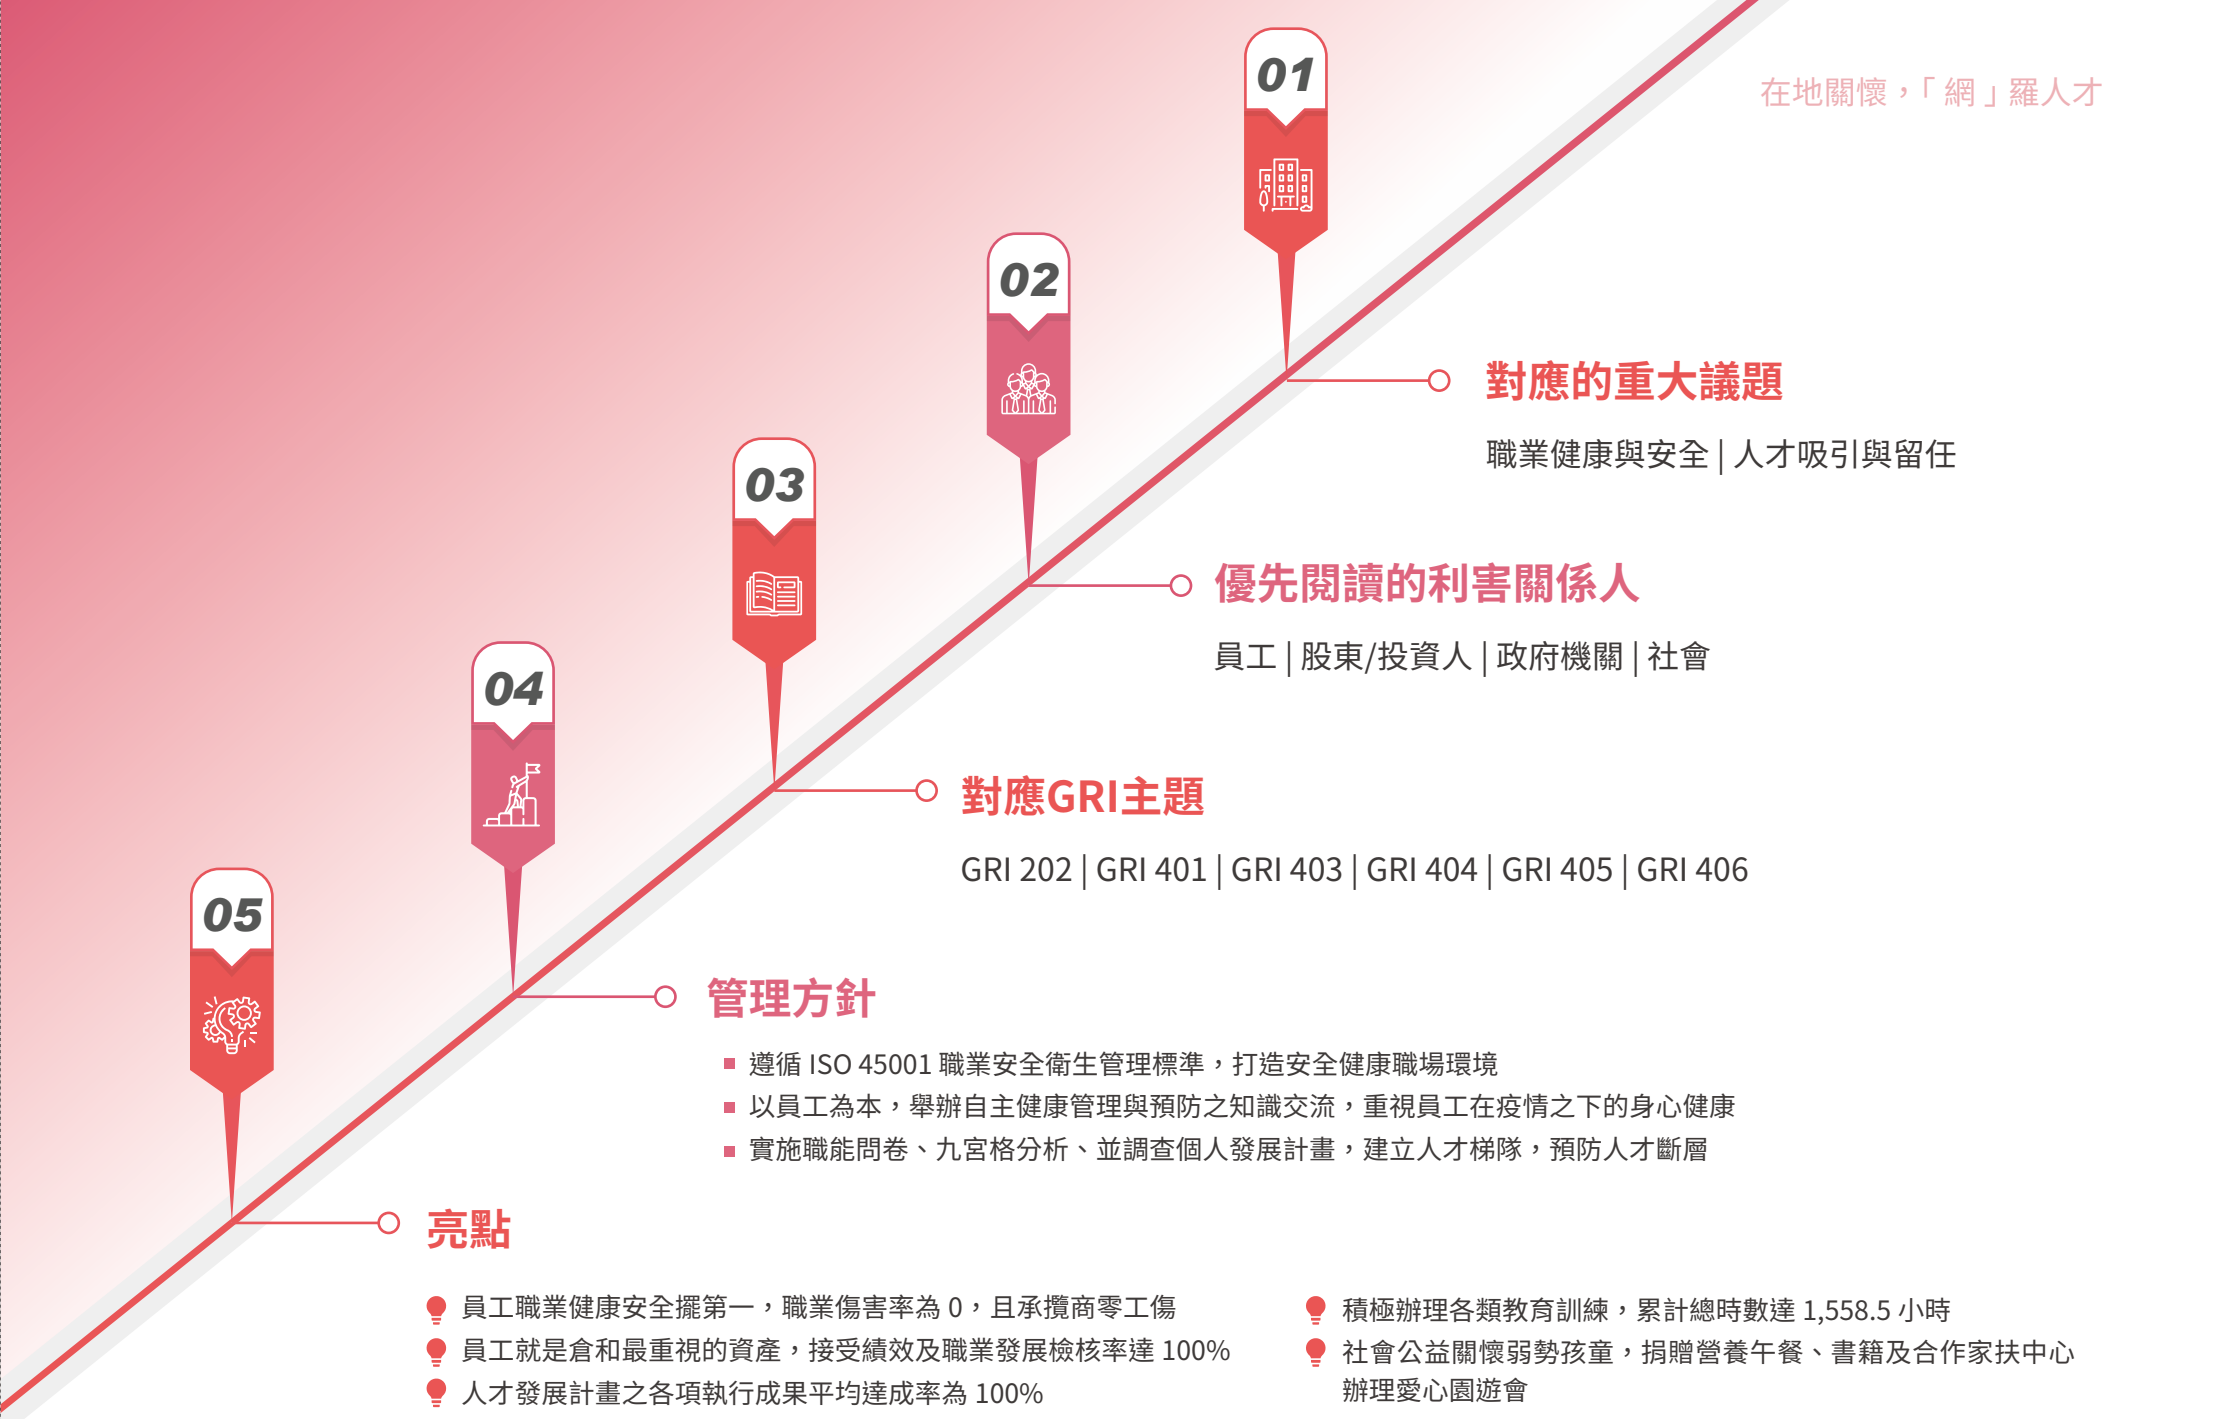 在地關懷，「網」羅人才
01
對應的重大議題
職業健康與安全 | 人才吸引與留任
02
優先閱讀的利害關係人
員工 | 股東/投資人 | 政府機關 | 社會
03
對應GRI主題
GRI 202 | GRI 401 | GRI 403 | GRI 404 | GRI 405 | GRI 406
04
管理方針
遵循 ISO 45001 職業安全衛生管理標準，打造安全健康職場環境
以員工為本，舉辦自主健康管理與預防之知識交流，重視員工在疫情之下的身心健康
實施職能問卷、九宮格分析、並調查個人發展計畫，建立人才梯隊，預防人才斷層
05
亮點
員工職業健康安全擺第一，職業傷害率為 0，且承攬商零工傷
員工就是倉和最重視的資產，接受績效及職業發展檢核率達 100%
人才發展計畫之各項執行成果平均達成率為 100%
積極辦理各類教育訓練，累計總時數達 1,558.5 小時
社會公益關懷弱勢孩童，捐贈營養午餐、書籍及合作家扶中心
辦理愛心園遊會